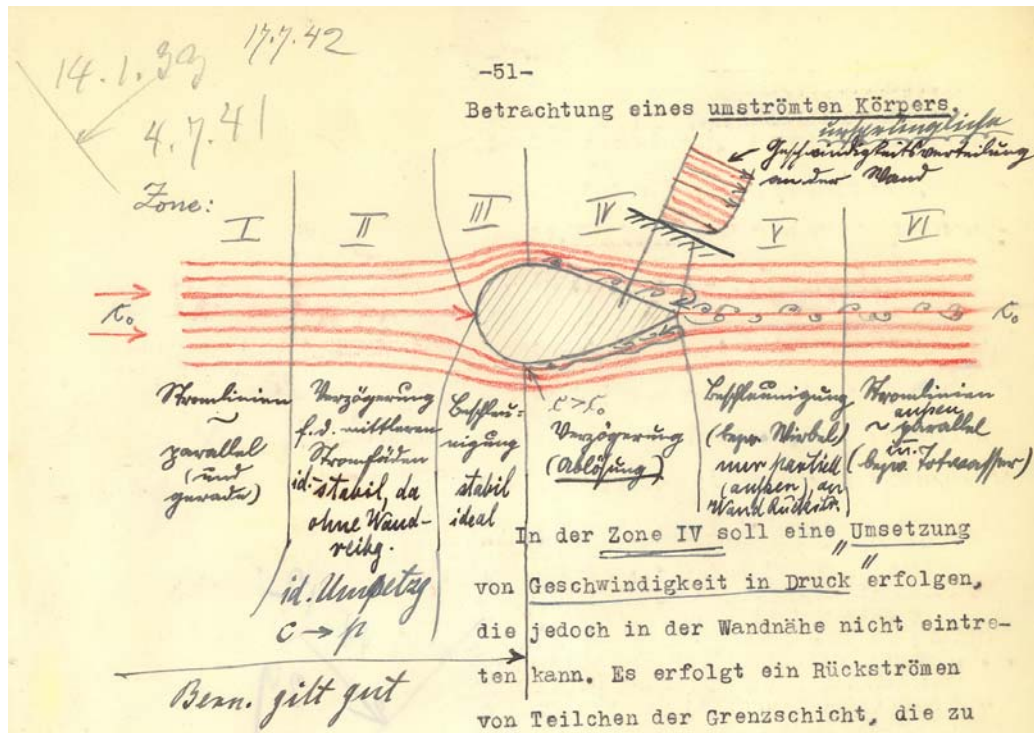 14.1.39
17.7.42
4.7.41
-51-
Betrachtung eines umströmten Körpers.
ursprüngliche
Geschwindigkeitsverteilung
an der Wand
Zone:
I II III IV V VI
c₀
c₀
c > c₀
Stromlinien
~
parallel
(und
gerade)
Verzögerung
f.d. mittleren
Stromfäden
id.-stabil, da
ohne Wand-
reibg.
id. Umsetzg
c → p
Beschleu-
nigung
stabil
ideal
Verzögerung
(Ablösung)
Beschleunigung
(bezw. Wirbel)
nur partiell
(außen) an
Wand Rückstr.
Stromlinien
außen
~ parallel
(bezw. Totwasser)
Bern. gilt gut
In der Zone IV soll eine "Umsetzung
von Geschwindigkeit in Druck" erfolgen,
die jedoch in der Wandnähe nicht eintre-
ten kann. Es erfolgt ein Rückströmen
von Teilchen der Grenzschicht, die zu